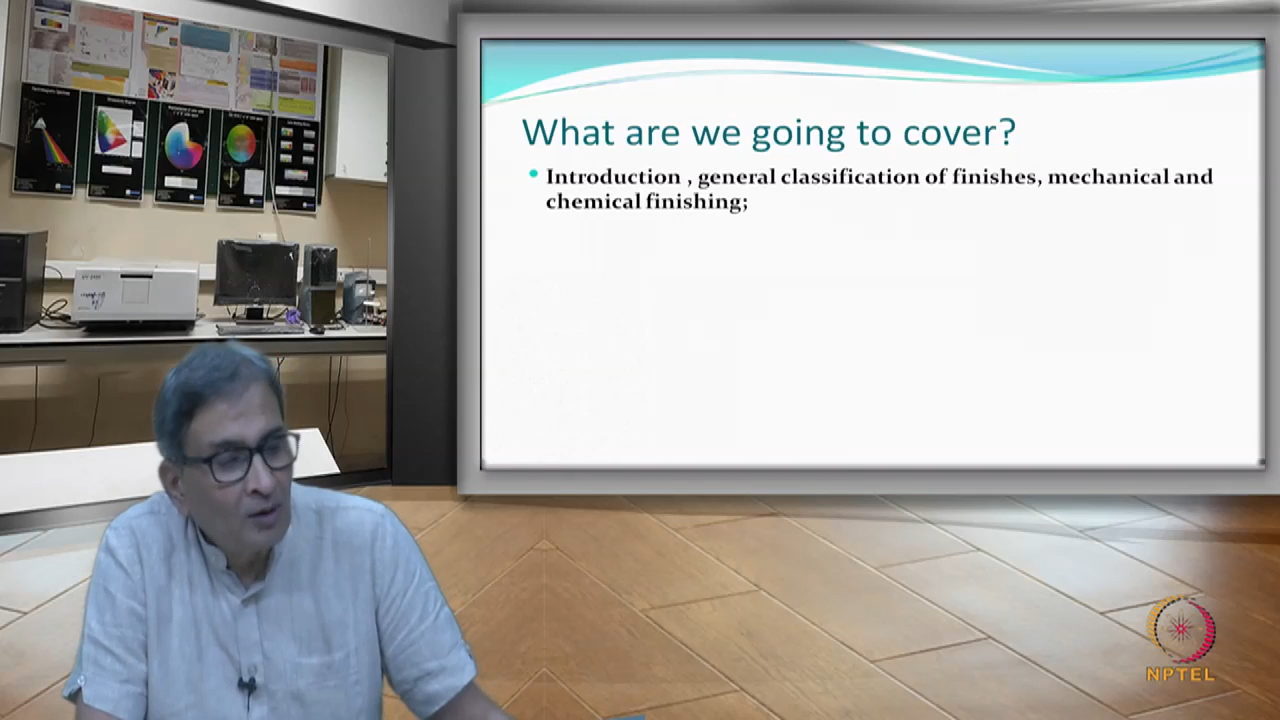 What are we going to cover?
Introduction , general classification of finishes, mechanical and
chemical finishing;
NPTEL